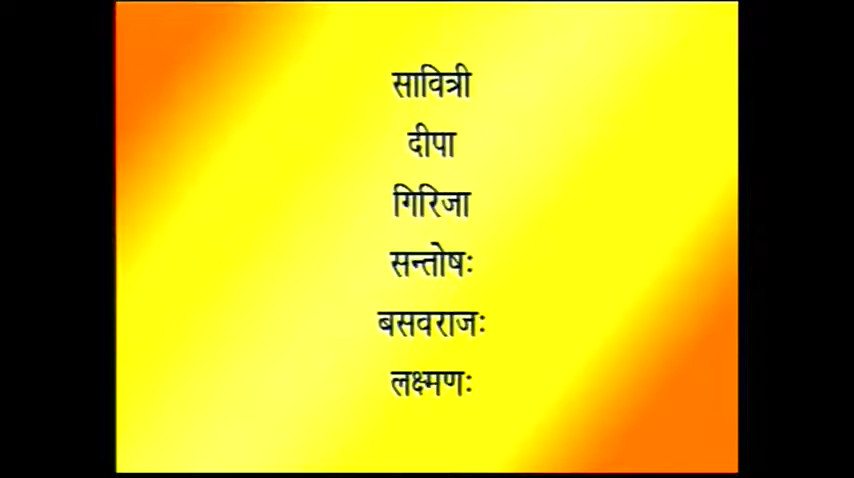 सावित्री
दीपा
गिरिजा
सन्तोषः
बसवराजः
लक्ष्मणः